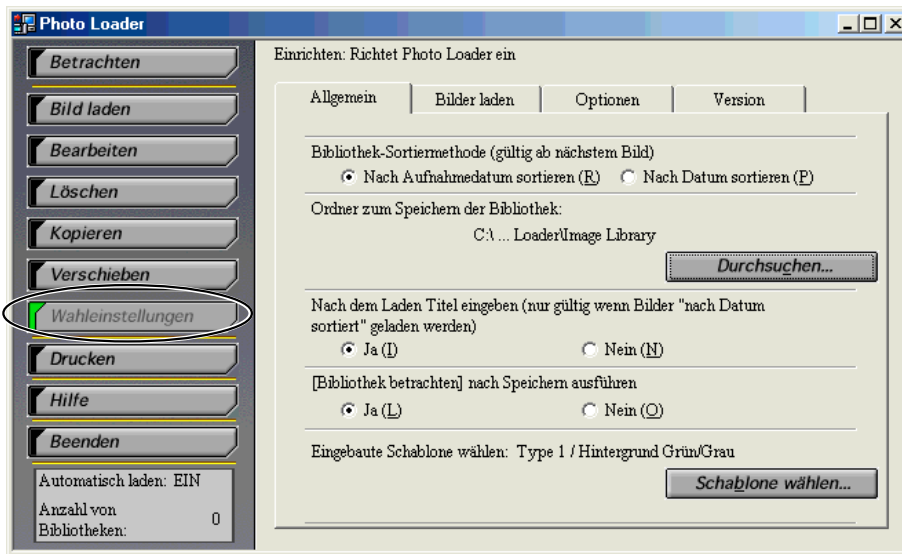 Photo Loader
Betrachten
Bild laden
Bearbeiten
Löschen
Kopieren
Verschieben
Wahleinstellungen
Drucken
Hilfe
Beenden
Automatisch laden: EIN
Anzahl von
Bibliotheken: 0
Einrichten: Richtet Photo Loader ein
Allgemein Bilder laden Optionen Version
Bibliothek-Sortiermethode (gültig ab nächstem Bild)
Nach Aufnahmedatum sortieren (R) Nach Datum sortieren (P)
Ordner zum Speichern der Bibliothek:
C:\ ... Loader\Image Library
Durchsuchen...
Nach dem Laden Titel eingeben (nur gültig wenn Bilder "nach Datum
sortiert" geladen werden)
Ja (I) Nein (N)
[Bibliothek betrachten] nach Speichern ausführen
Ja (L) Nein (O)
Eingebaute Schablone wählen: Type 1 / Hintergrund Grün/Grau
Schablone wählen...